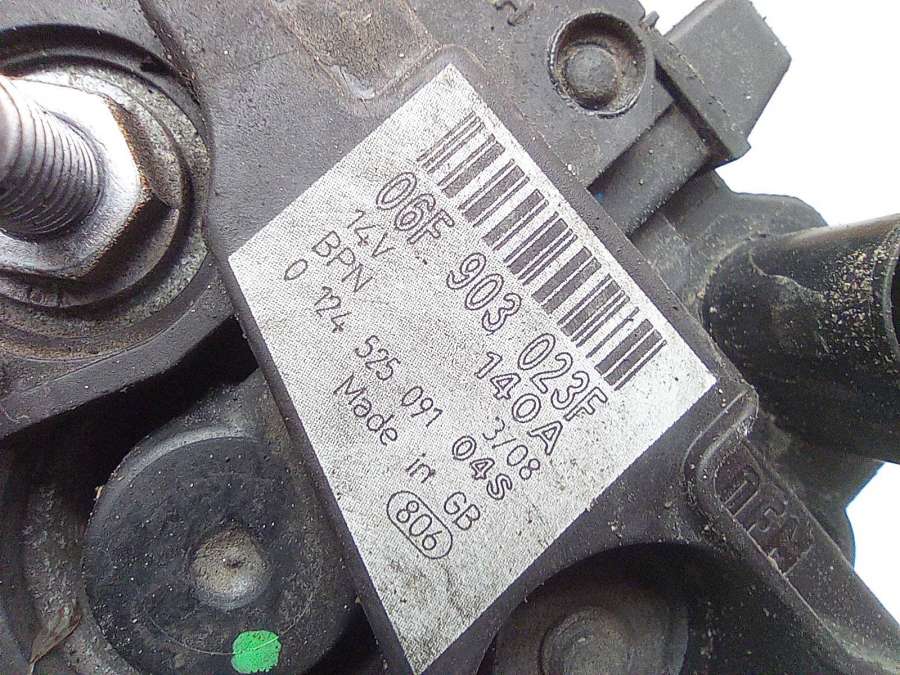 06F 903 023F
14V 140A
BPN 3/08
0 124 525 091 04S
Made in GB
806